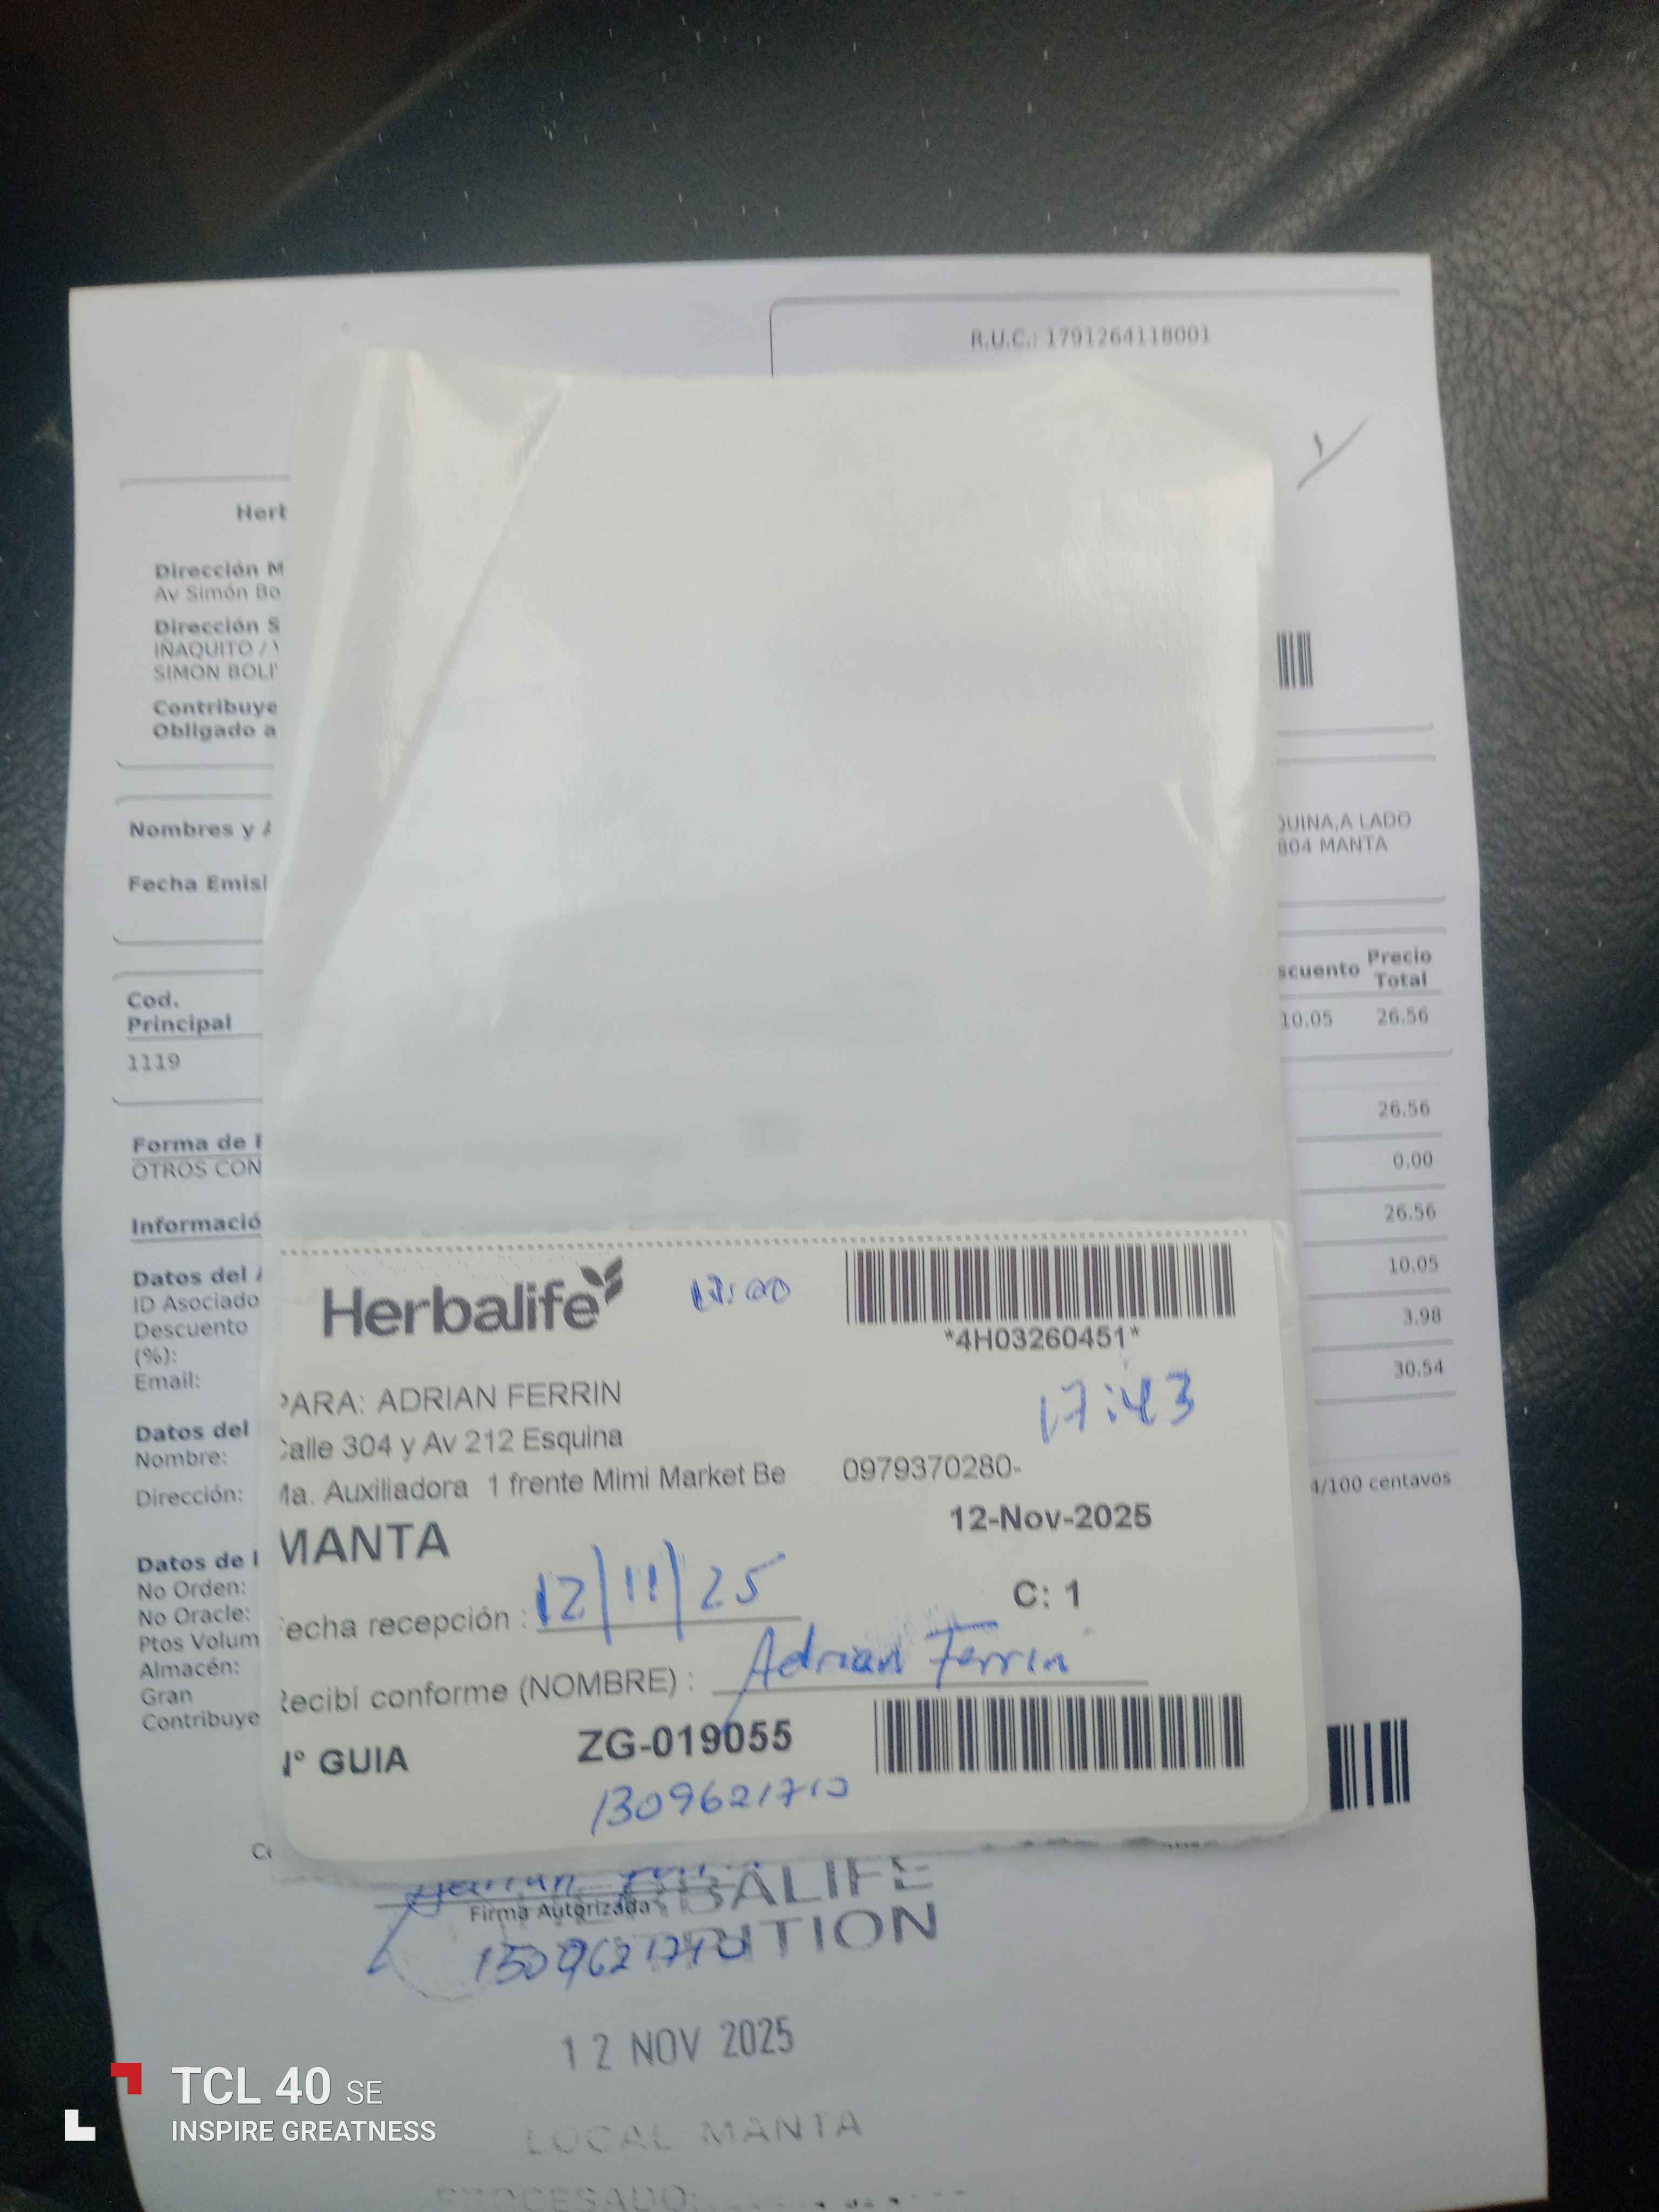 R.U.C.: 1791264118001
Herb
Dirección M
Av Simón Bo
Dirección S
IÑAQUITO /
SIMON BOLI
Contribuye
Obligado a
Nombres y A
QUINA,A LADO
804 MANTA
Fecha Emisi
Cod.
Principal
scuento Precio
Total
1119
10.05 26.56
26.56
0.00
26.56
10.05
3.98
30.54
Forma de
OTROS CON
Informació
Datos del A
ID Asociado
Descuento
(%):
Email:
Datos del
Nombre:
Dirección:
4/100 centavos
Datos de l
No Orden:
No Oracle:
Ptos Volum
Almacén:
Gran
Contribuye
Herbalife
*4H03260451*
17:43
PARA: ADRIAN FERRIN
Calle 304 y Av 212 Esquina
Ma. Auxiliadora 1 frente Mimi Market Be 0979370280-
MANTA
12-Nov-2025
Fecha recepción : 12/11/25
C: 1
Recibí conforme (NOMBRE) : Adrian Ferrin
N° GUIA ZG-019055
Firma Autorizada
BALIFE
ITION
12 NOV 2025
LOCAL MANTA
PROCESADO:
TCL 40 SE
INSPIRE GREATNESS